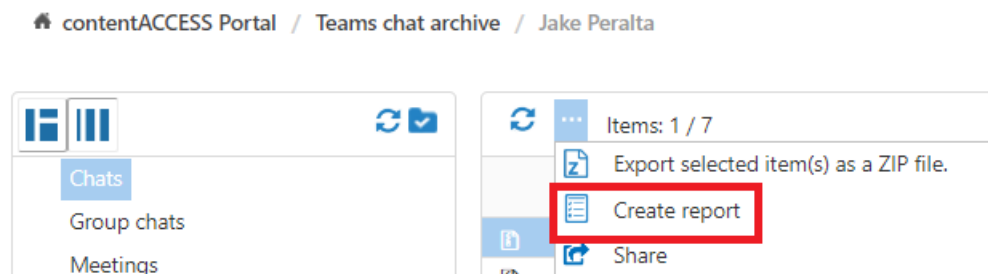 contentACCESS Portal / Teams chat archive / Jake Peralta
Items: 1 / 7
Chats
Group chats
Meetings
Export selected item(s) as a ZIP file.
Create report
Share